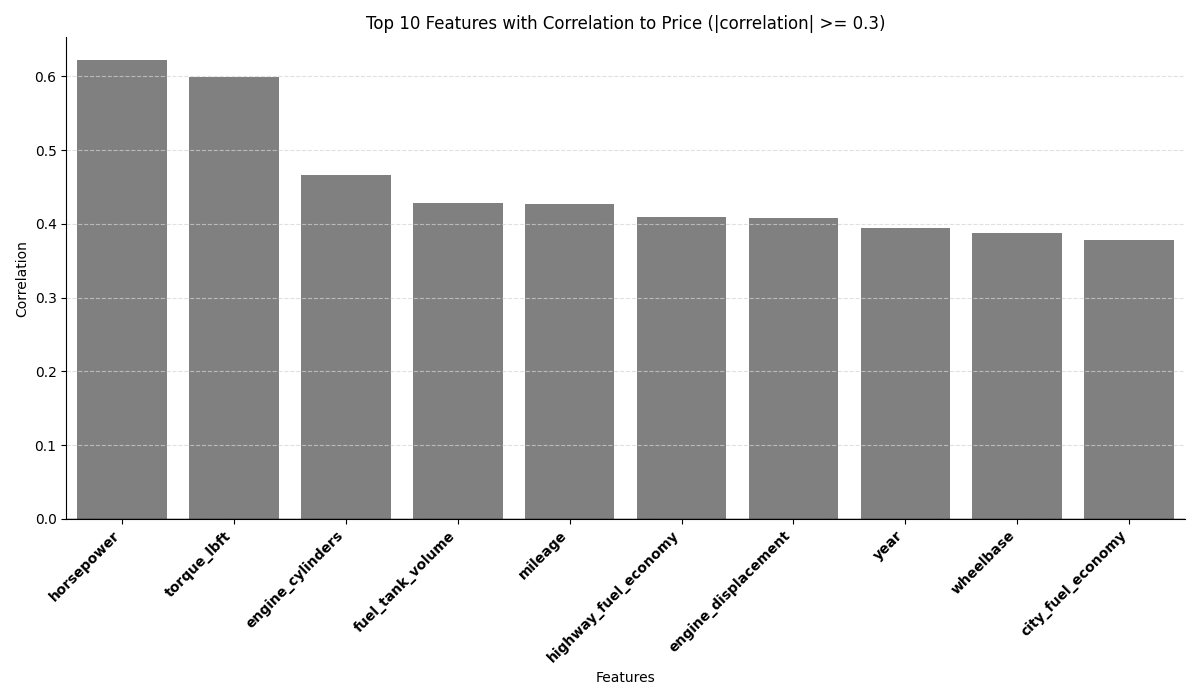 Top 10 Features with Correlation to Price (|correlation| >= 0.3)
Correlation
0.6
0.5
0.4
0.3
0.2
0.1
0.0
horsepower
torque_lbft
engine_cylinders
fuel_tank_volume
mileage
highway_fuel_economy
engine_displacement
year
wheelbase
city_fuel_economy
Features